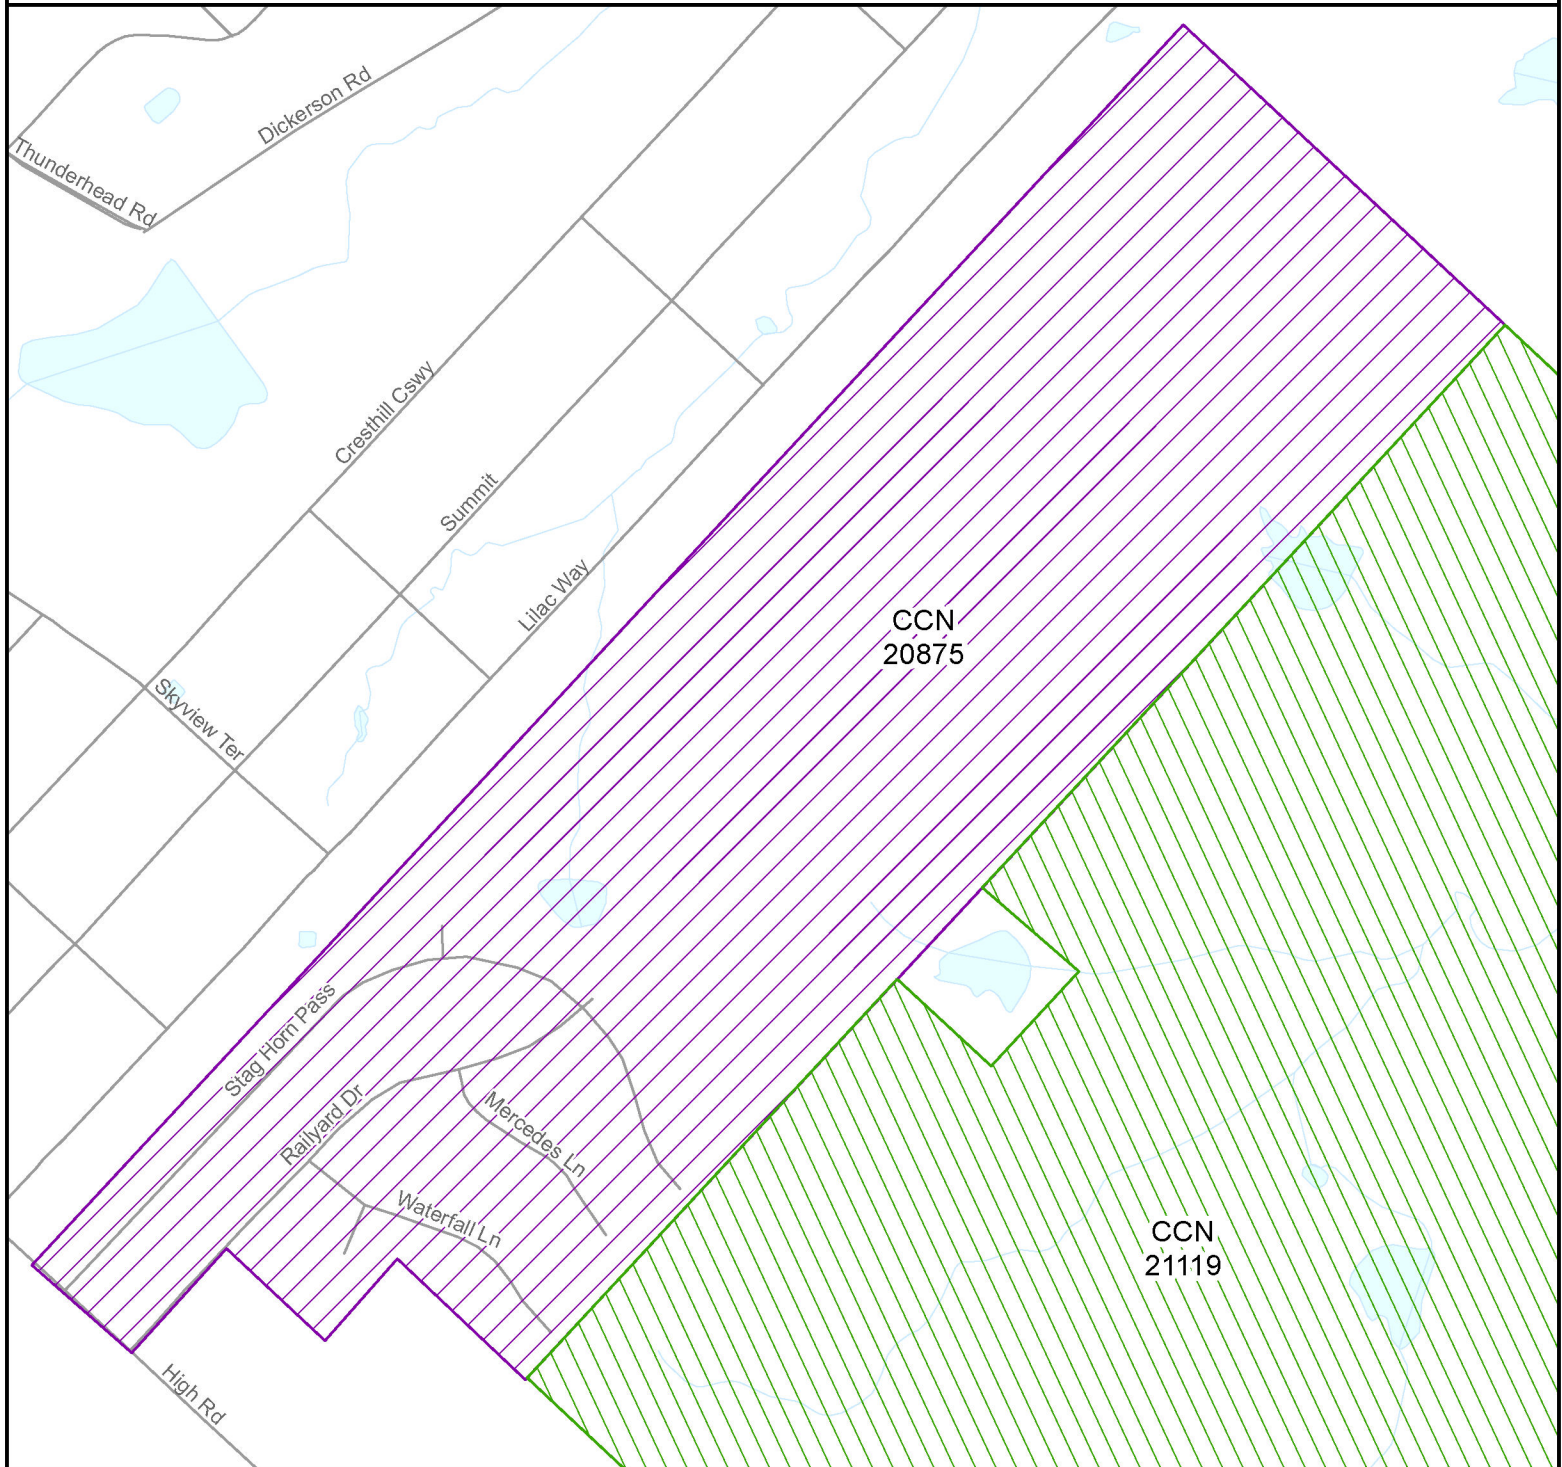 Dickerson Rd
Thunderhead Rd
Cresthill Cswy
Summit
Lilac Way
CCN
20875
Skyview Ter
Stag Horn Pass
Railyard Dr
Mercedes Ln
Waterfall Ln
CCN
21119
High Rd